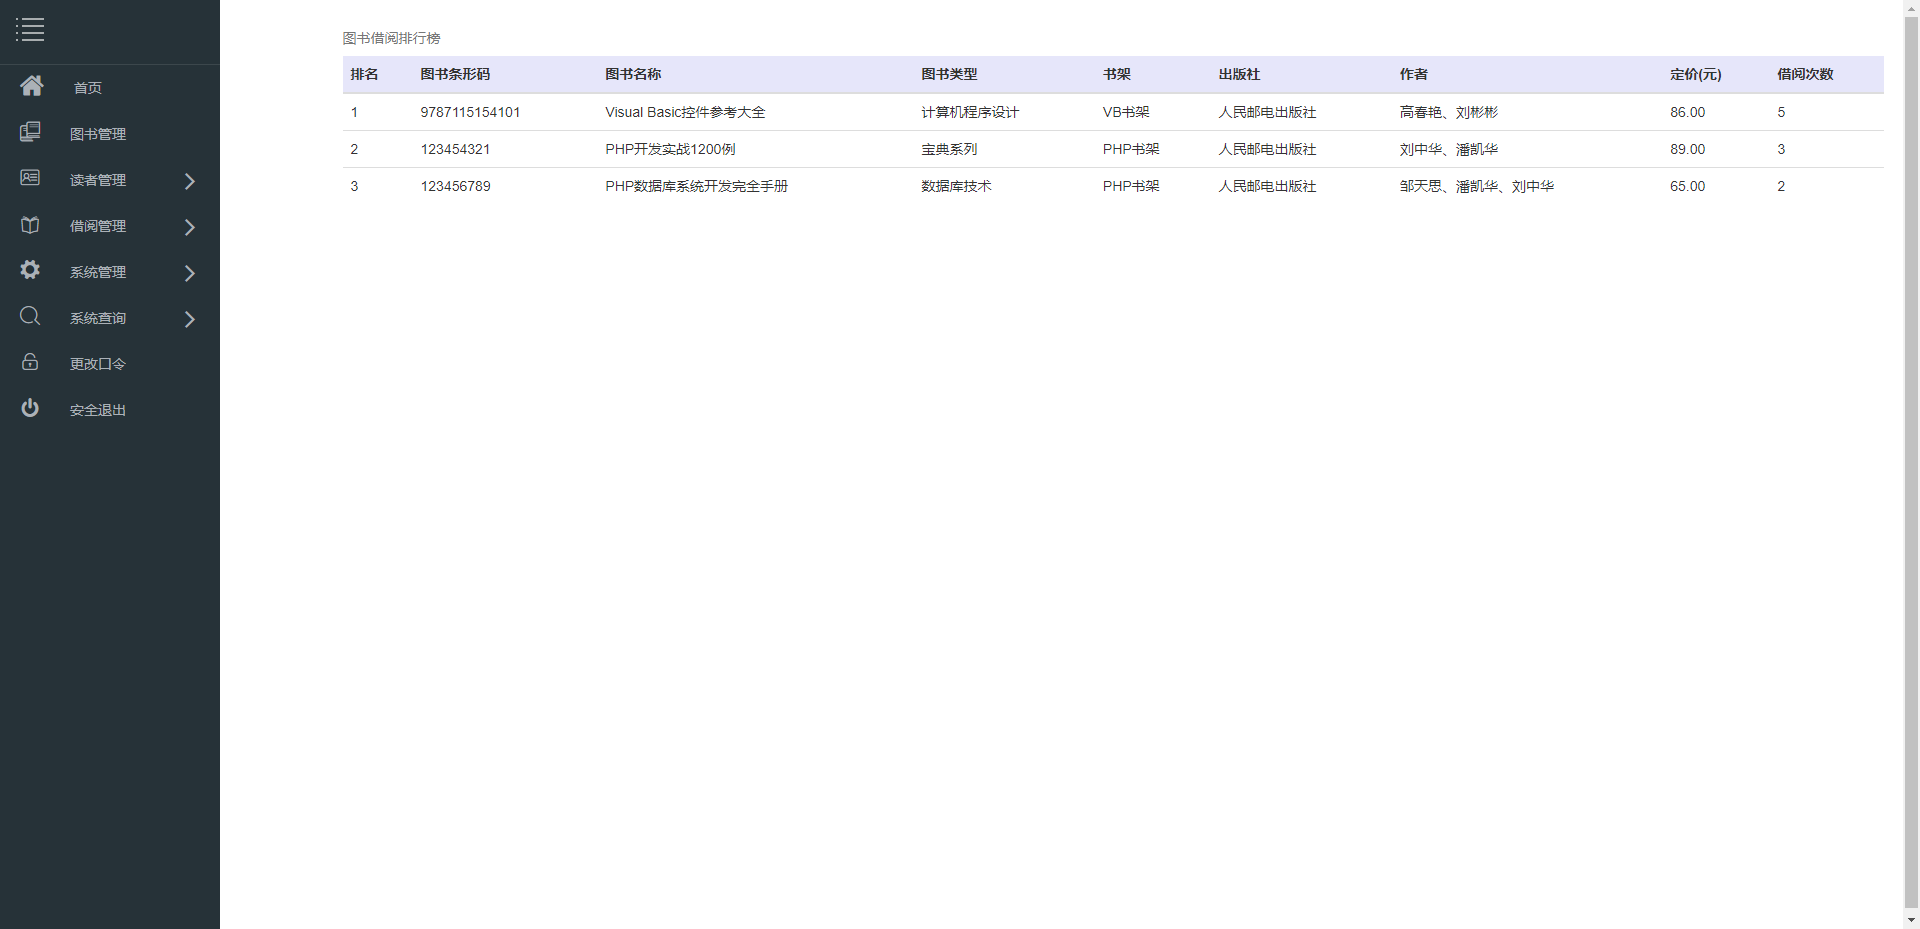 首页
图书管理
读者管理
借阅管理
系统管理
系统查询
更改口令
安全退出
图书借阅排行榜
排名 图书条形码 图书名称 图书类型 书架 出版社 作者 定价(元) 借阅次数
1 9787115154101 Visual Basic控件参考大全 计算机程序设计 VB书架 人民邮电出版社 高春艳、刘彬彬 86.00 5
2 123454321 PHP开发实战1200例 宝典系列 PHP书架 人民邮电出版社 刘中华、潘凯华 89.00 3
3 123456789 PHP数据库系统开发完全手册 数据库技术 PHP书架 人民邮电出版社 邹天思、潘凯华、刘中华 65.00 2